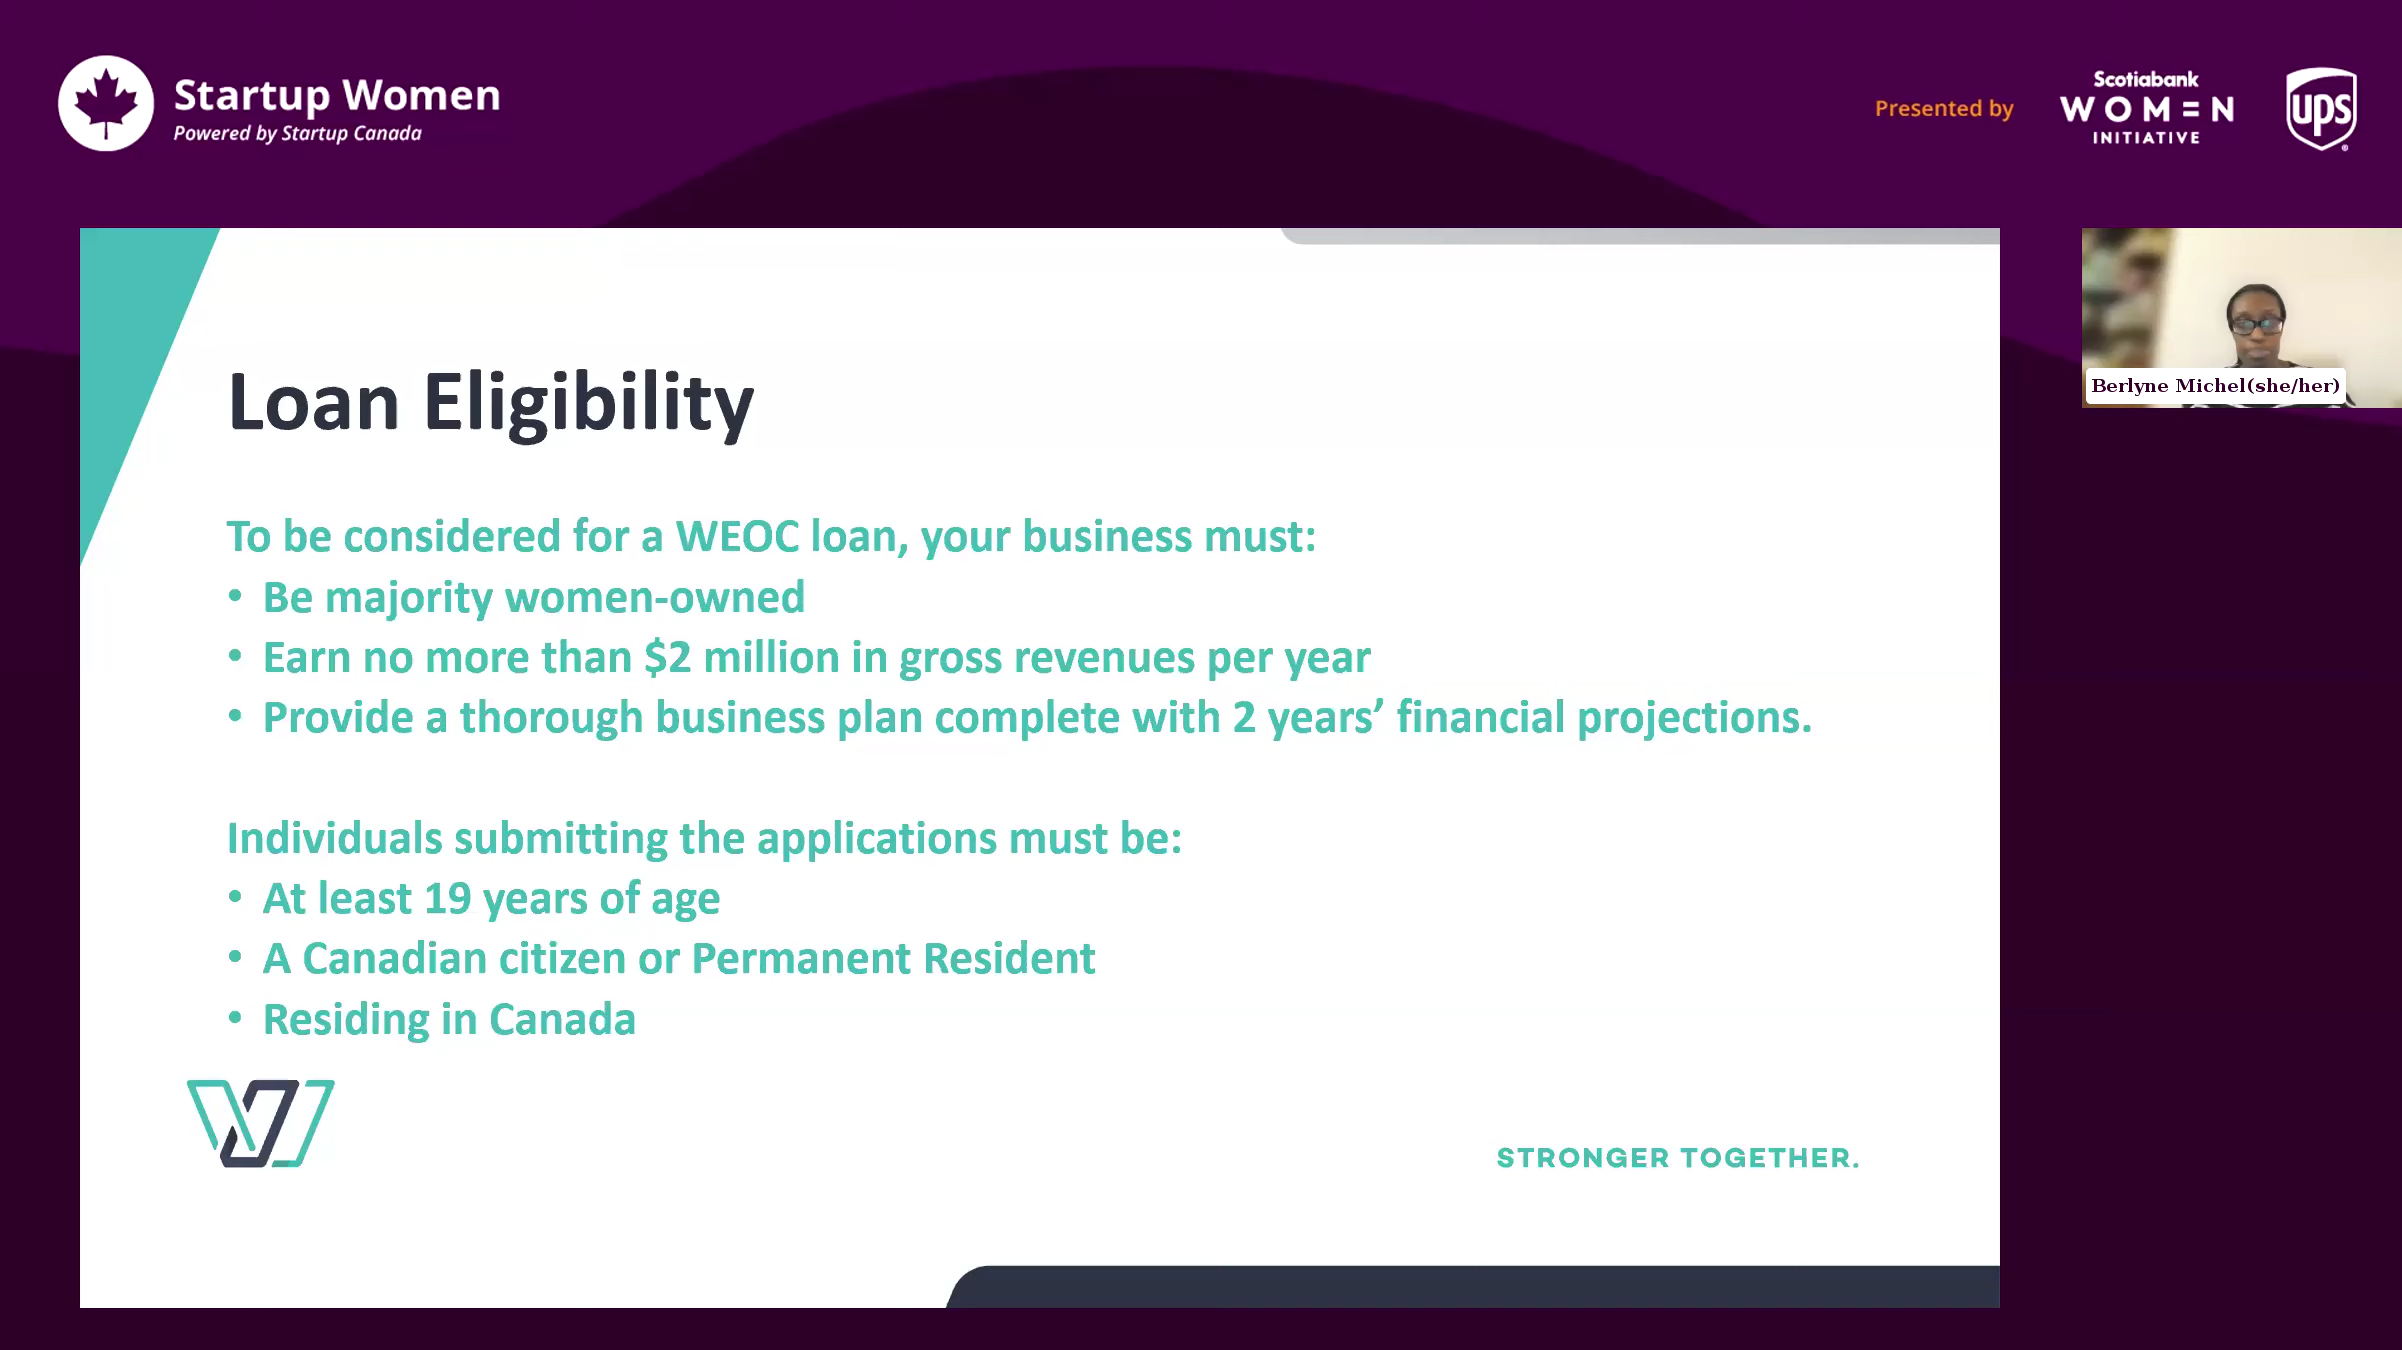 Startup Women
Powered by Startup Canada
Presented by
Scotiabank
WOMEN
INITIATIVE
ups
Berlyne Michel(she/her)
Loan Eligibility
To be considered for a WEOC loan, your business must:
• Be majority women-owned
• Earn no more than $2 million in gross revenues per year
• Provide a thorough business plan complete with 2 years’ financial projections.
Individuals submitting the applications must be:
• At least 19 years of age
• A Canadian citizen or Permanent Resident
• Residing in Canada
STRONGER TOGETHER.